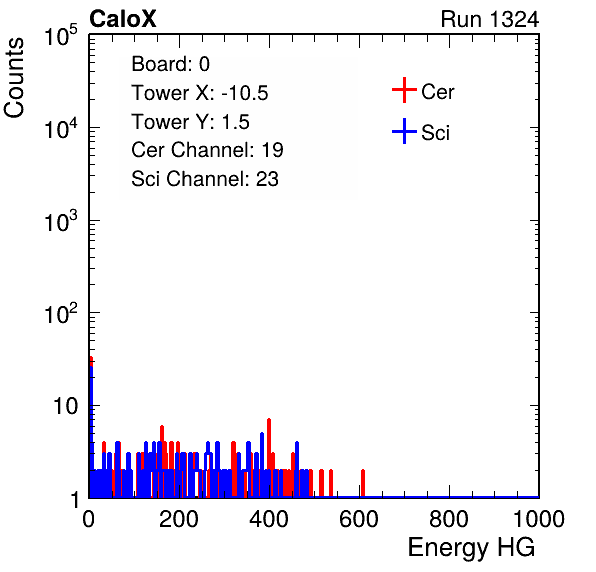 CaloX Run 1324
Counts
Board: 0
Tower X: -10.5
Tower Y: 1.5
Cer Channel: 19
Sci Channel: 23
Cer
Sci
10^5
10^4
10^3
10^2
10
1
0 200 400 600 800 1000
Energy HG